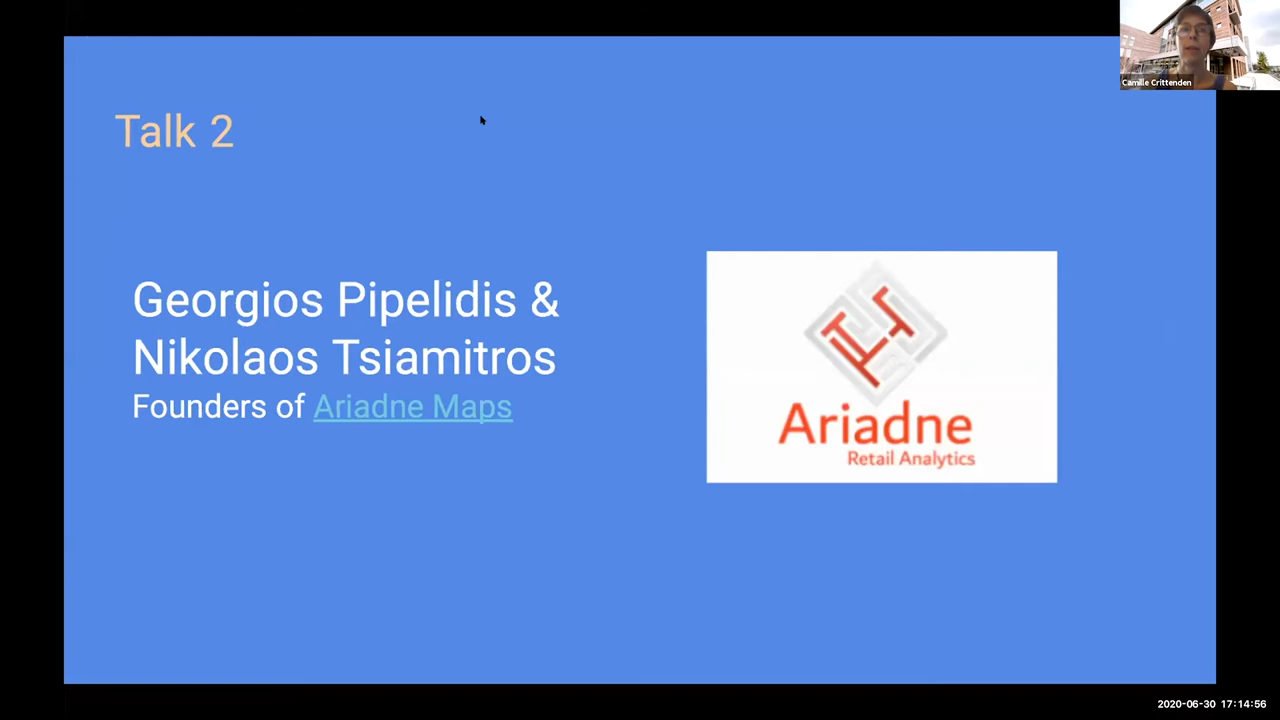 Camille Crittenden
Talk 2
Georgios Pipelidis &
Nikolaos Tsiamitros
Founders of Ariadne Maps
Ariadne
Retail Analytics
2020-06-30 17:14:56